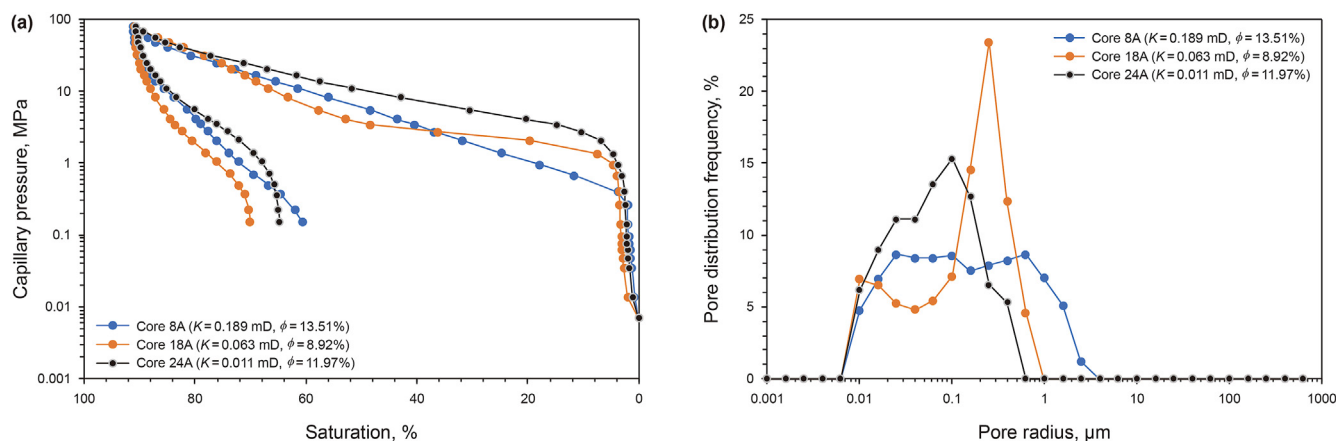 (a)
Capillary pressure, MPa
100
10
1
0.1
0.01
0.001
Core 8A (K = 0.189 mD, ϕ = 13.51%)
Core 18A (K = 0.063 mD, ϕ = 8.92%)
Core 24A (K = 0.011 mD, ϕ = 11.97%)
100 80 60 40 20 0
Saturation, %
(b)
Pore distribution frequency, %
25
20
15
10
5
0
Core 8A (K = 0.189 mD, ϕ = 13.51%)
Core 18A (K = 0.063 mD, ϕ = 8.92%)
Core 24A (K = 0.011 mD, ϕ = 11.97%)
0.001 0.01 0.1 1 10 100 1000
Pore radius, μm